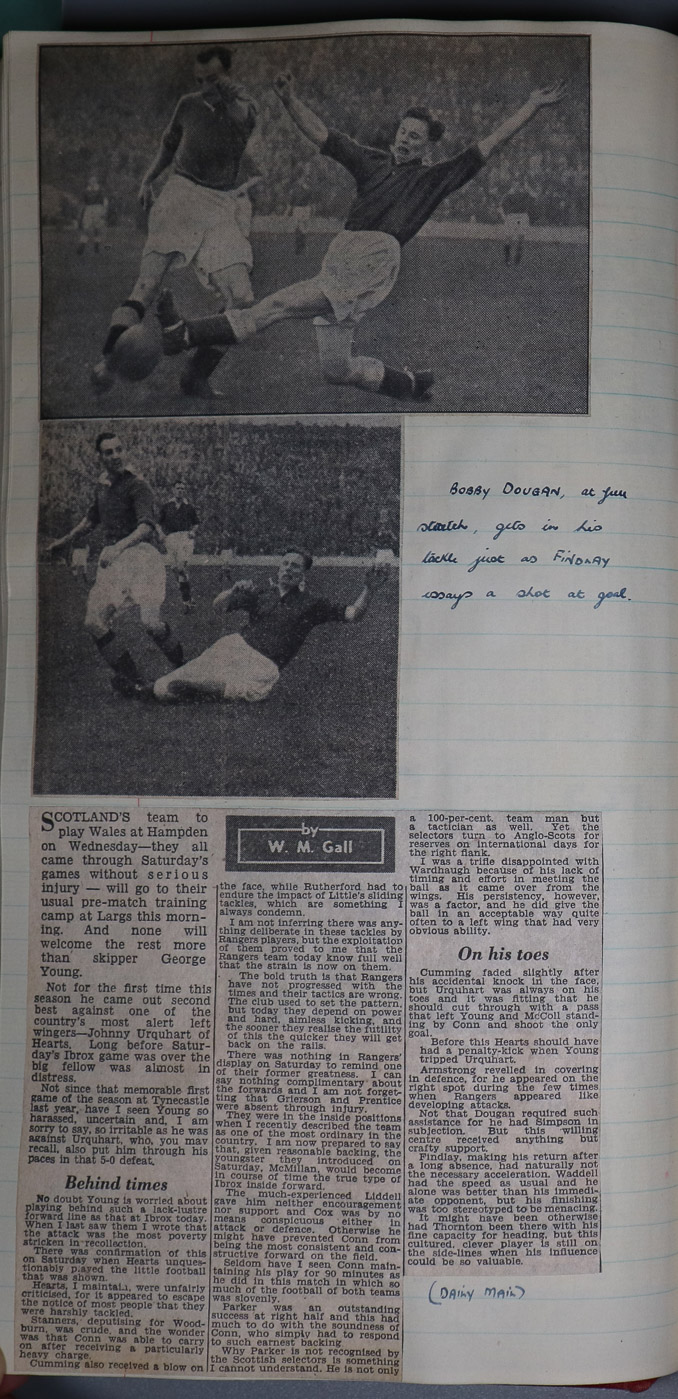 BOBBY DOUGAN, at full
stretch, gets in his
tackle just as FINDLAY
essays a shot at goal.
SCOTLAND'S team to
play Wales at Hampden
on Wednesday—they all
came through Saturday's
games without serious
injury — will go to their
usual pre-match training
camp at Largs this morn-
ing. And none will
welcome the rest more
than skipper George
Young.
Not for the first time this
season he came out second
best against one of the
country's most alert left
wingers—Johnny Urquhart of
Hearts. Long before Satur-
day's Ibrox game was over the
big fellow was almost in
distress.
Not since that memorable first
game of the season at Tynecastle
last year, have I seen Young so
harassed, uncertain and, I am
sorry to say, so irritable as he was
against Urquhart, who, you may
recall, also put him through his
paces in that 5-0 defeat.
Behind times
No doubt Young is worried about
playing behind such a lack-lustre
forward line as that at Ibrox today.
When I last saw them I wrote that
the attack was the most poverty
stricken in recollection.
There was confirmation of this
on Saturday when Hearts unques-
tionably played the little football
that was shown.
Hearts, I maintain, were unfairly
criticised, for it appeared to escape
the notice of most people that they
were harshly tackled.
Stanners, deputising for Wood-
burn, was crude, and the wonder
was that Conn was able to carry
on after receiving a particularly
heavy charge.
Cumming also received a blow on
by
W. M. Gall
the face, while Rutherford had to
endure the impact of Little's sliding
tackles, which are something I
always condemn.
I am not inferring there was any-
thing deliberate in these tackles by
Rangers players, but the exploitation
of them proved to me that the
Rangers team today know full well
that the strain is now on them.
The bold truth is that Rangers
have not progressed with the
times and their tactics are wrong.
The club used to set the pattern,
but today they depend on power
and hard, aimless kicking, and
the sooner they realise the futility
of this the quicker they will get
back on the rails.
There was nothing in Rangers'
display on Saturday to remind one
of their former greatness. I can
say nothing complimentary about
the forwards and I am not forget-
ting that Grierson and Prentice
were absent through injury.
They were in the inside positions
when I recently described the team
as one of the most ordinary in the
country. I am now prepared to say
that, given reasonable backing, the
youngster they introduced on
Saturday, McMillan, would become
in course of time the true type of
Ibrox inside forward.
The much-experienced Liddell
gave him neither encouragement
nor support and Cox was by no
means conspicuous either in
attack or defence. Otherwise he
might have prevented Conn from
being the most consistent and con-
structive forward on the field.
Seldom have I seen Conn main-
taining his play for 90 minutes as
he did in this match in which so
much of the football of both teams
was slovenly.
Parker was an outstanding
success at right half and this had
much to do with the soundness of
Conn, who simply had to respond
to such earnest backing.
Why Parker is not recognised by
the Scottish selectors is something
I cannot understand. He is not only
a 100-per-cent. team man but
a tactician as well. Yet the
selectors turn to Anglo-Scots for
reserves on international days for
the right flank.
I was a trifle disappointed with
Wardhaugh because of his lack of
timing and effort in meeting the
ball as it came over from the
wings. His persistency, however,
was a factor, and he did give the
ball in an acceptable way quite
often to a left wing that had very
obvious ability.
On his toes
Cumming faded slightly after
his accidental knock in the face,
but Urquhart was always on his
toes and it was fitting that he
should cut through with a pass
that left Young and McColl stand-
ing by Conn and shoot the only
goal.
Before this Hearts should have
had a penalty-kick when Young
tripped Urquhart.
Armstrong revelled in covering
in defence, for he appeared on the
right spot during the few times
when Rangers appeared like
developing attacks.
Not that Dougan required such
assistance for he had Simpson in
subjection. But this willing
centre received anything but
crafty support.
Findlay, making his return after
a long absence, had naturally not
the necessary acceleration. Waddell
had the speed as usual and he
alone was better than his immedi-
ate opponent, but his finishing
was too stereotyped to be menacing.
It might have been otherwise
had Thornton been there with his
fine capacity for heading, but this
cultured, clever player is still on
the side-lines when his influence
could be so valuable.
(DAILY MAIL)